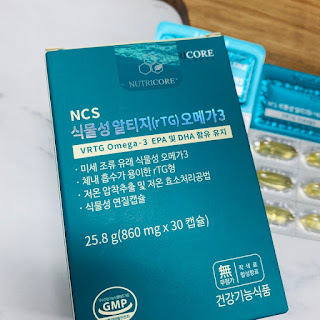 NUTRICORE
CORE
NCS
식물성알티지(rTG)오메가3
VRTG Omega-3 EPA 및 DHA 함유 유지
· 미세 조류 유래 식물성 오메가3
· 체내 흡수가 용이한 rTG형
· 저온 압착추출 및 저온 효소처리공법
· 식물성 연질캡슐
25.8 g(860 mg x 30 캡슐)
GMP
無
건강기능식품